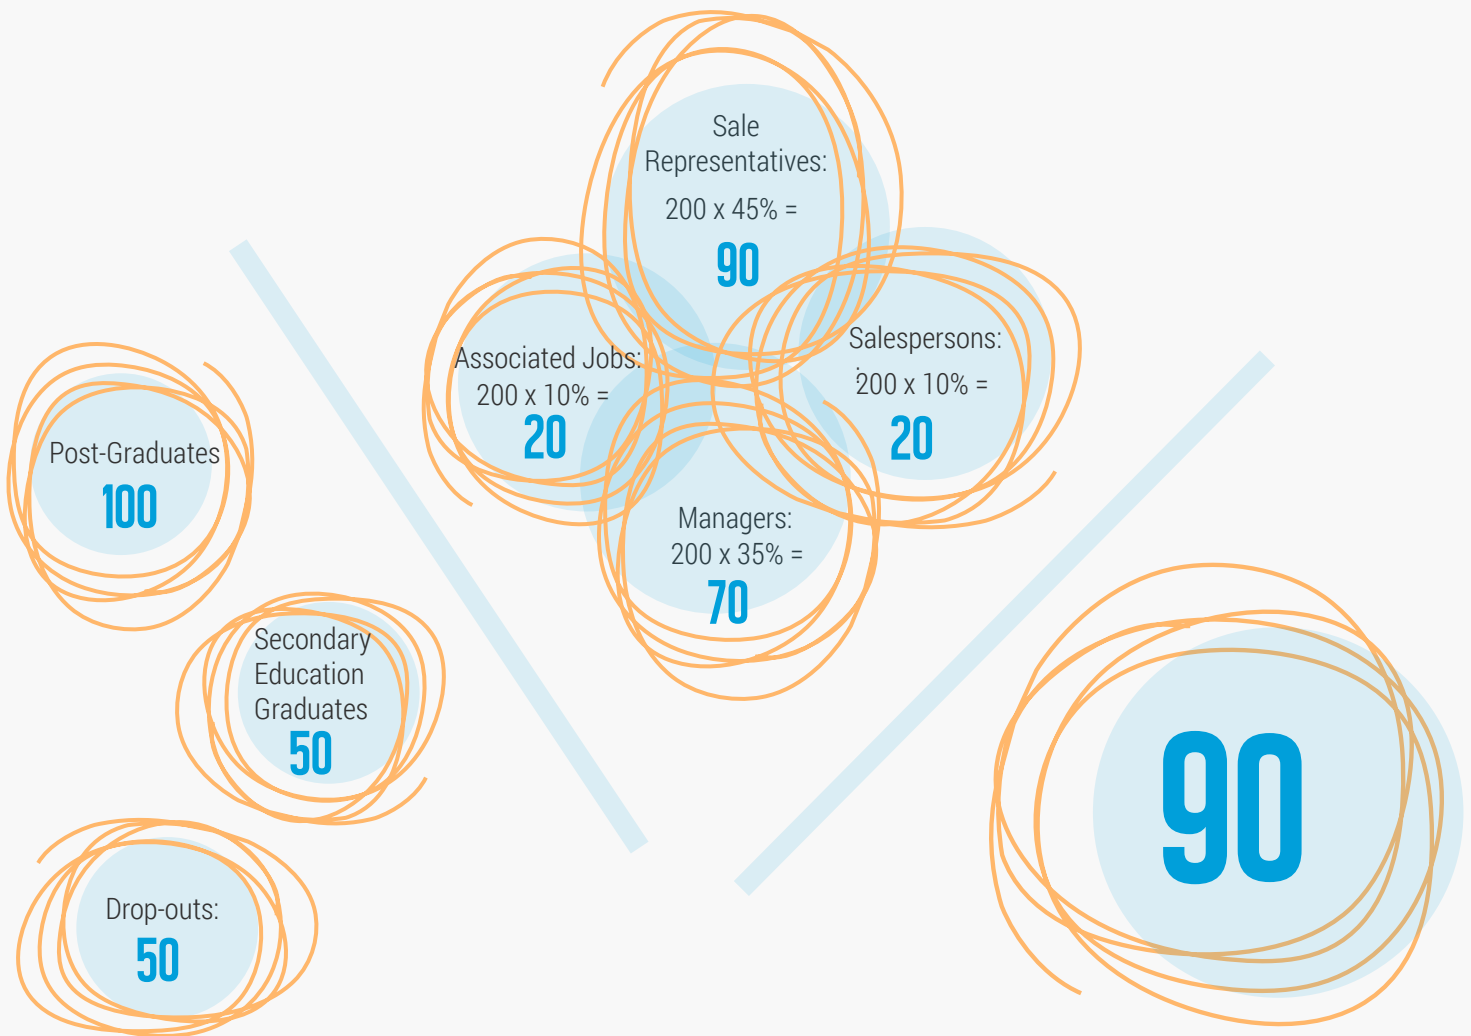 Post-Graduates
100
Secondary
Education
Graduates
50
Drop-outs:
50
Sale
Representatives:
200 x 45% =
90
Associated Jobs:
200 x 10% =
20
Salespersons:
:
200 x 10% =
20
Managers:
200 x 35% =
70
90